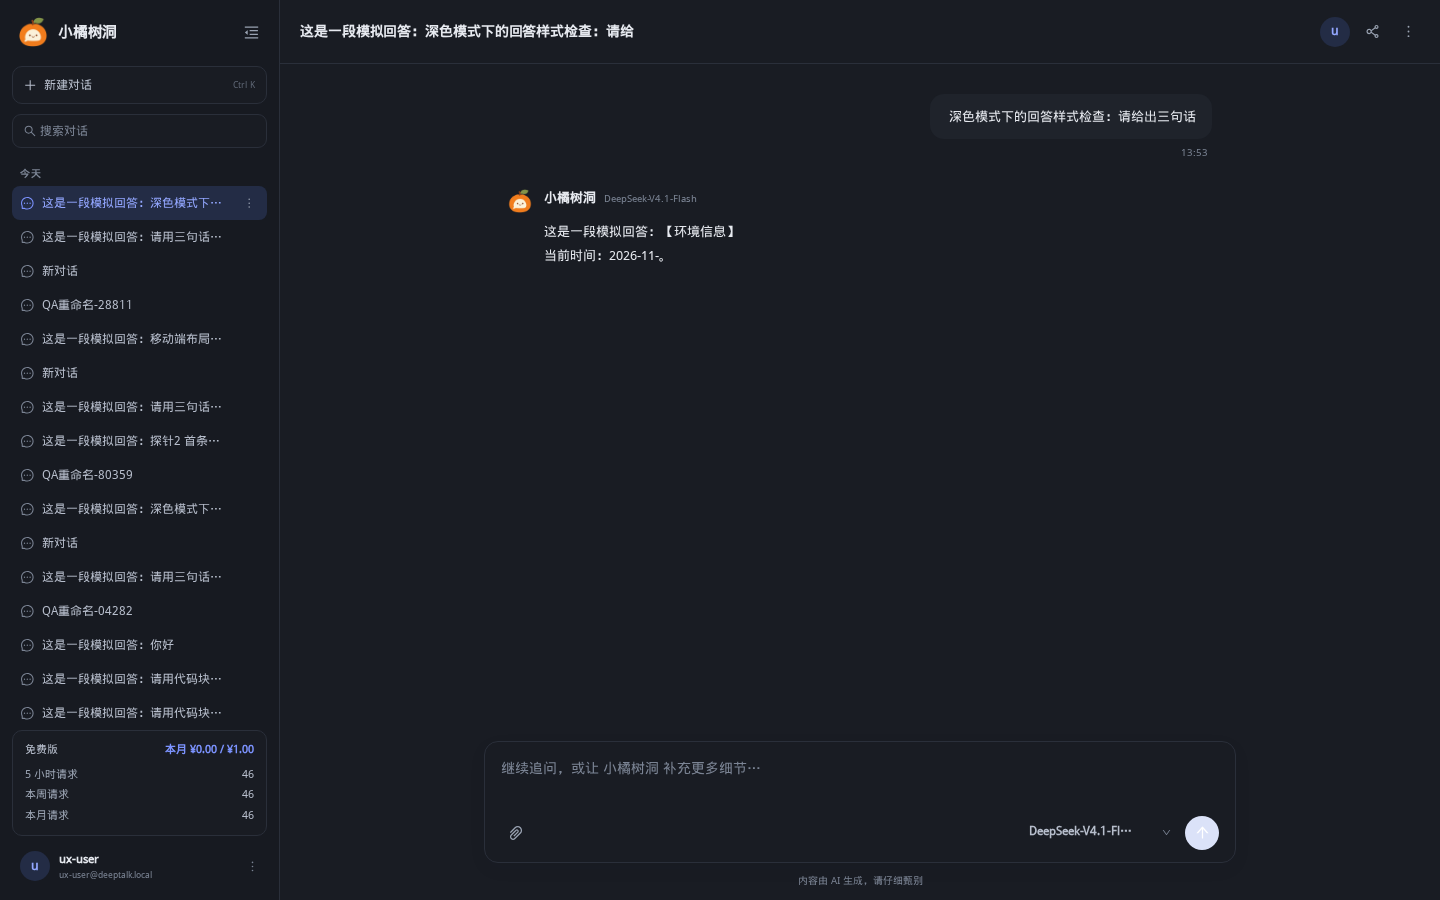 小橘树洞
新建对话 Ctrl K
搜索对话
今天
这是一段模拟回答：深色模式下…
这是一段模拟回答：请用三句话…
新对话
QA重命名-28811
这是一段模拟回答：移动端布局…
新对话
这是一段模拟回答：请用三句话…
这是一段模拟回答：探针2 首条…
QA重命名-80359
这是一段模拟回答：深色模式下…
新对话
这是一段模拟回答：请用三句话…
QA重命名-04282
这是一段模拟回答：你好
这是一段模拟回答：请用代码块…
这是一段模拟回答：请用代码块…
免费版 本月 ¥0.00 / ¥1.00
5 小时请求 46
本周请求 46
本月请求 46
u
ux-user
ux-user@deeptalk.local
这是一段模拟回答：深色模式下的回答样式检查：请给
u
深色模式下的回答样式检查：请给出三句话
13:53
小橘树洞 DeepSeek-V4.1-Flash
这是一段模拟回答：【环境信息】
当前时间：2026-11-。
继续追问，或让 小橘树洞 补充更多细节…
DeepSeek-V4.1-Fl…
内容由 AI 生成，请仔细甄别